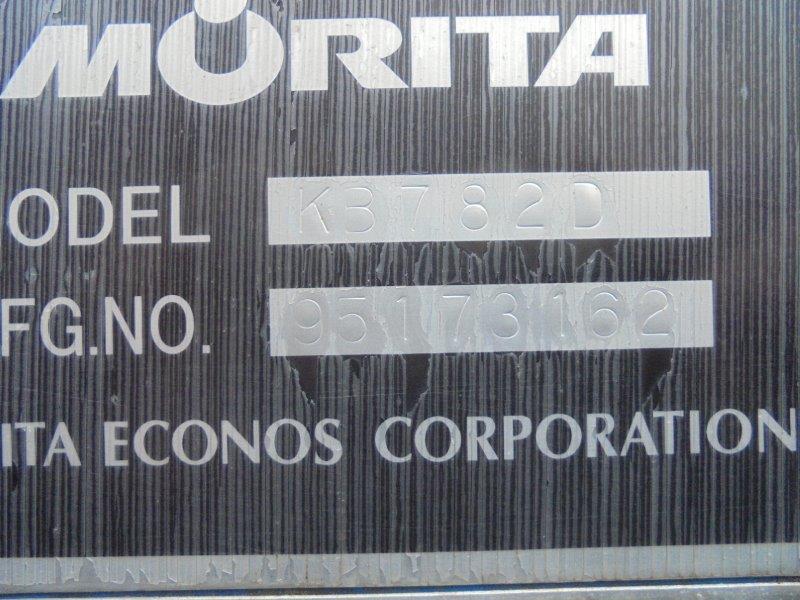 MORITA
ODEL K3782D
FG.NO. 95173162
ITA ECONOS CORPORATION